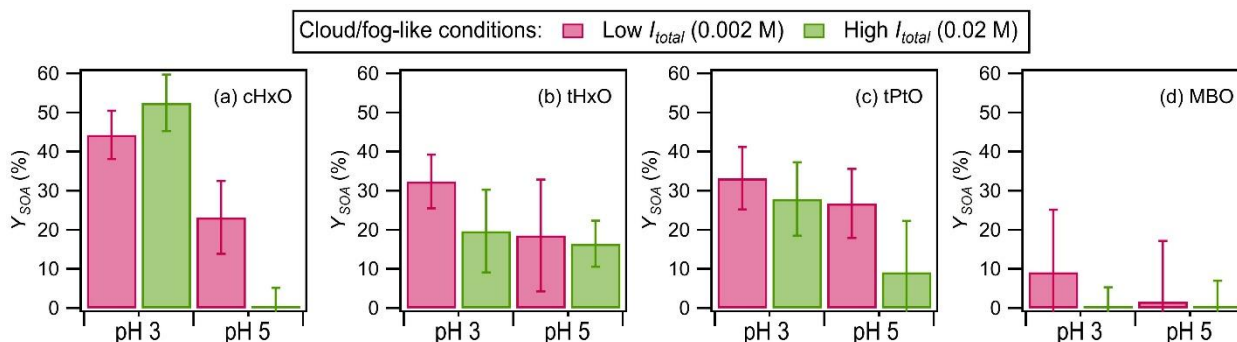 Cloud/fog-like conditions: Low I_total (0.002 M) High I_total (0.02 M)
60
50
40
30
20
10
0
Y_SOA (%)
(a) cHxO
pH 3 pH 5
60
50
40
30
20
10
0
Y_SOA (%)
(b) tHxO
pH 3 pH 5
60
50
40
30
20
10
0
Y_SOA (%)
(c) tPtO
pH 3 pH 5
60
50
40
30
20
10
0
Y_SOA (%)
(d) MBO
pH 3 pH 5